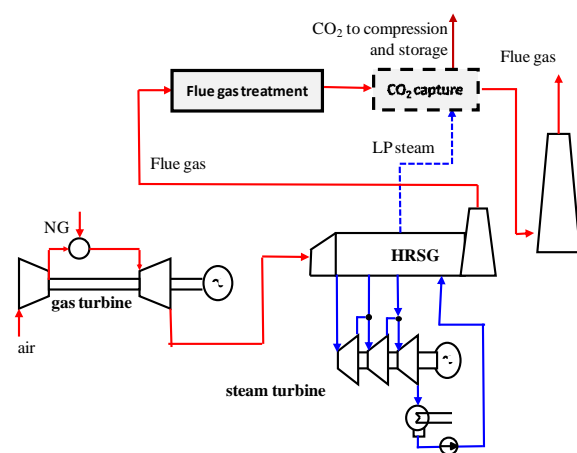 CO2 to compression
and storage
Flue gas
Flue gas treatment
CO2 capture
LP steam
Flue gas
NG
HRSG
gas turbine
air
steam turbine